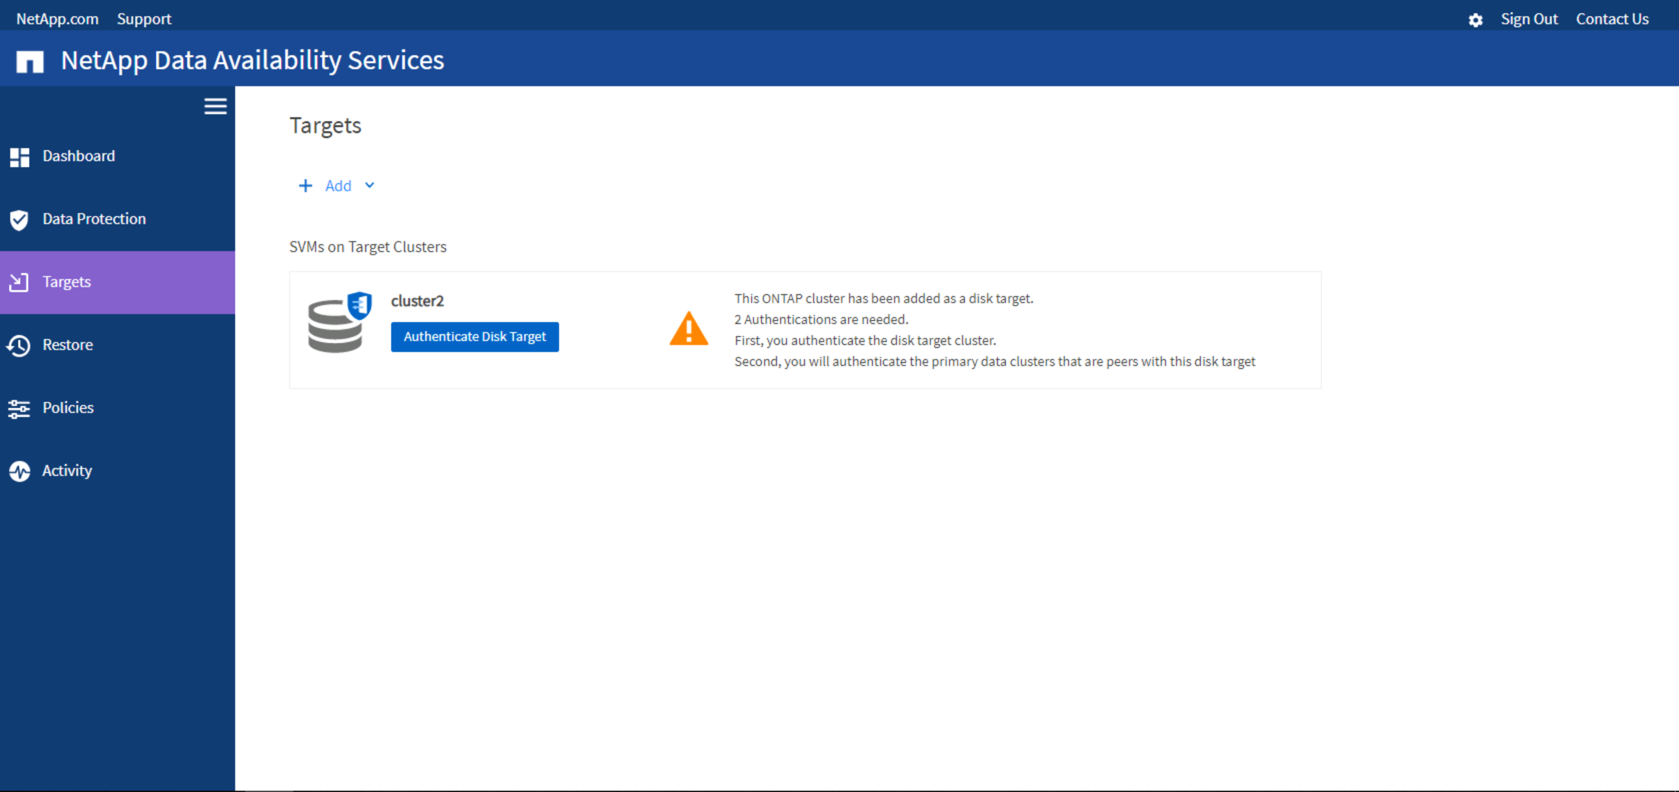 NetApp.com Support Sign Out Contact Us
NetApp Data Availability Services
Targets
Dashboard
Add
Data Protection
SVMs on Target Clusters
Targets
cluster2
Authenticate Disk Target
This ONTAP cluster has been added as a disk target.
2 Authentications are needed.
First, you authenticate the disk target cluster.
Second, you will authenticate the primary data clusters that are peers with this disk target
Restore
Policies
Activity